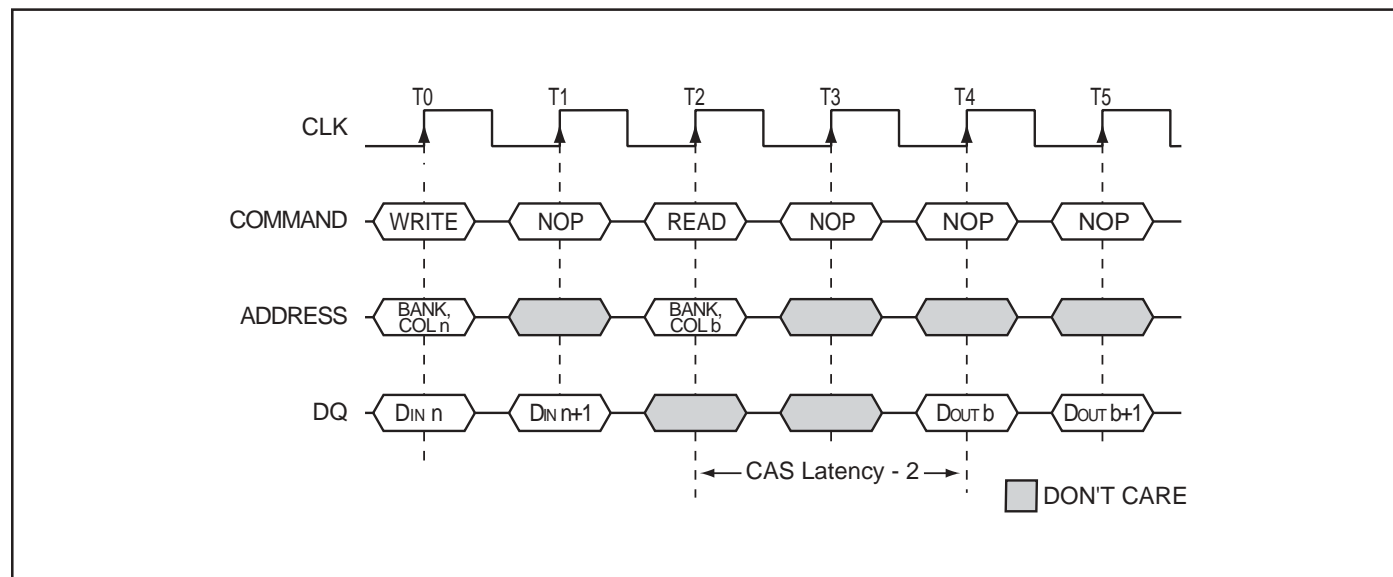 T0 T1 T2 T3 T4 T5
CLK
COMMAND WRITE NOP READ NOP NOP NOP
ADDRESS BANK, COL n BANK, COL b
DQ DIN n DIN n+1 DOUT b DOUT b+1
CAS Latency - 2
DON'T CARE